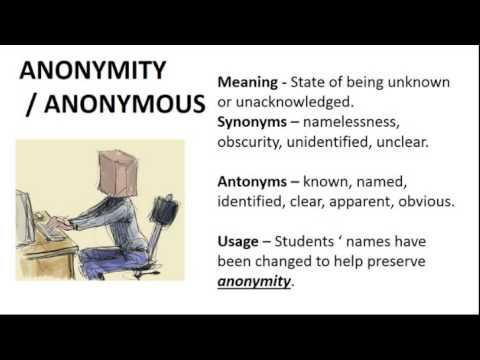 ANONYMITY
/ ANONYMOUS
Meaning - State of being unknown
or unacknowledged.
Synonyms – namelessness,
obscurity, unidentified, unclear.
Antonyms – known, named,
identified, clear, apparent, obvious.
Usage – Students ‘ names have
been changed to help preserve
anonymity.